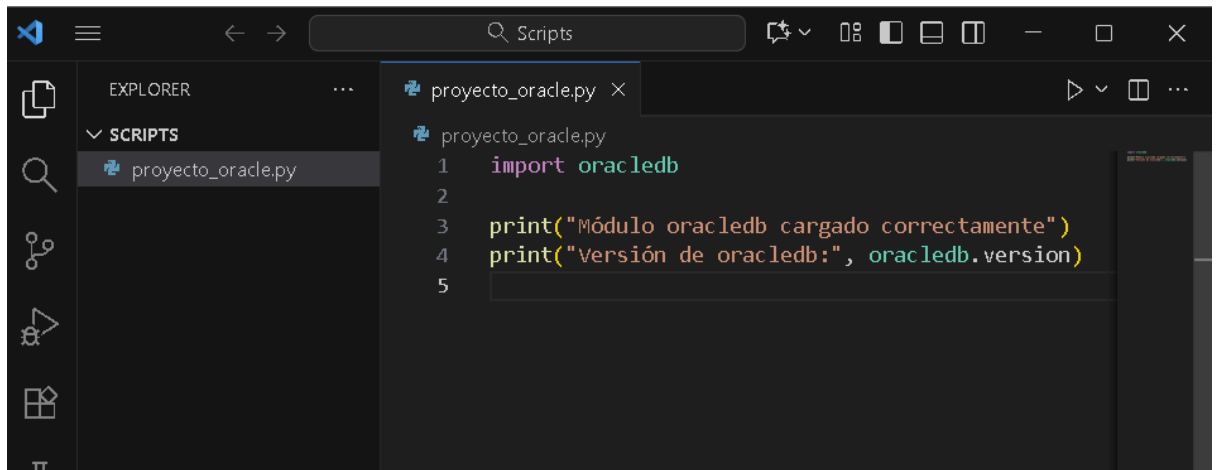 Scripts
EXPLORER
proyecto_oracle.py
SCRIPTS
proyecto_oracle.py
proyecto_oracle.py
1 import oracledb
2
3 print("Módulo oracledb cargado correctamente")
4 print("Versión de oracledb:", oracledb.version)
5